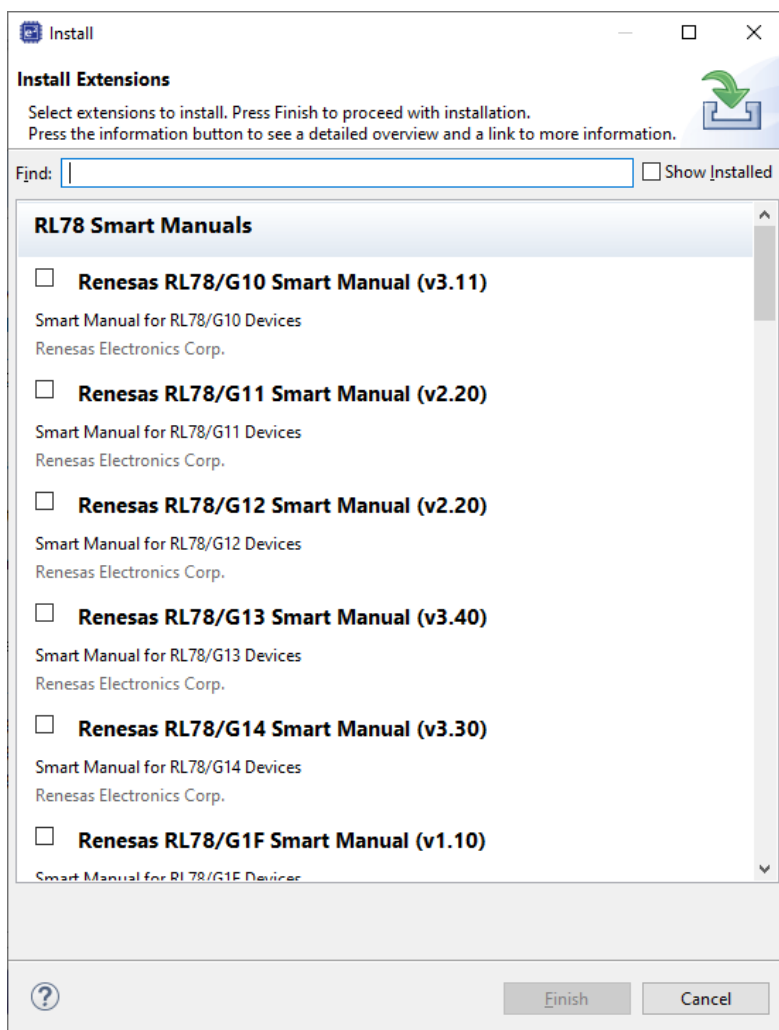 Install
Install Extensions
Select extensions to install. Press Finish to proceed with installation.
Press the information button to see a detailed overview and a link to more information.
Find:
Show Installed
RL78 Smart Manuals
Renesas RL78/G10 Smart Manual (v3.11)
Smart Manual for RL78/G10 Devices
Renesas Electronics Corp.
Renesas RL78/G11 Smart Manual (v2.20)
Smart Manual for RL78/G11 Devices
Renesas Electronics Corp.
Renesas RL78/G12 Smart Manual (v2.20)
Smart Manual for RL78/G12 Devices
Renesas Electronics Corp.
Renesas RL78/G13 Smart Manual (v3.40)
Smart Manual for RL78/G13 Devices
Renesas Electronics Corp.
Renesas RL78/G14 Smart Manual (v3.30)
Smart Manual for RL78/G14 Devices
Renesas Electronics Corp.
Renesas RL78/G1F Smart Manual (v1.10)
Smart Manual for RL78/G1F Devices
Finish
Cancel